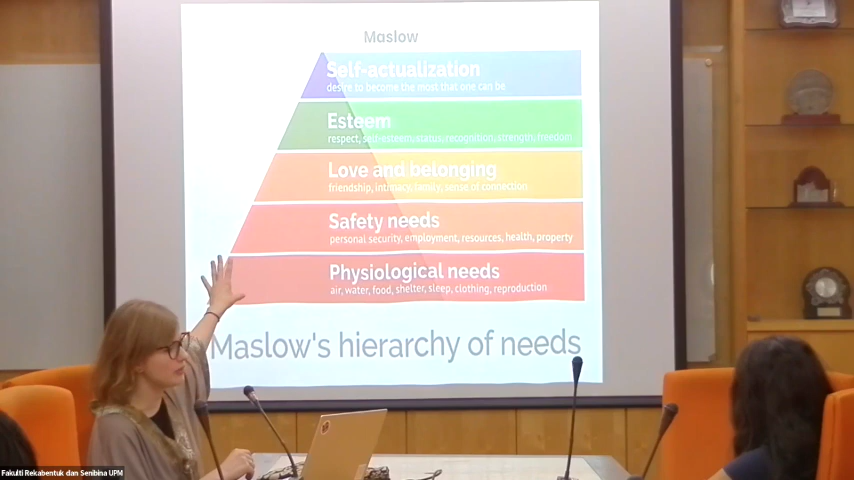 Maslow
Self-actualization
desire to become the most that one can be
Esteem
respect, self-esteem, status, recognition, strength, freedom
Love and belonging
friendship, intimacy, family, sense of connection
Safety needs
personal security, employment, resources, health, property
Physiological needs
air, water, food, shelter, sleep, clothing, reproduction
Maslow's hierarchy of needs
Fakulti Rekabentuk dan Senibina UPM